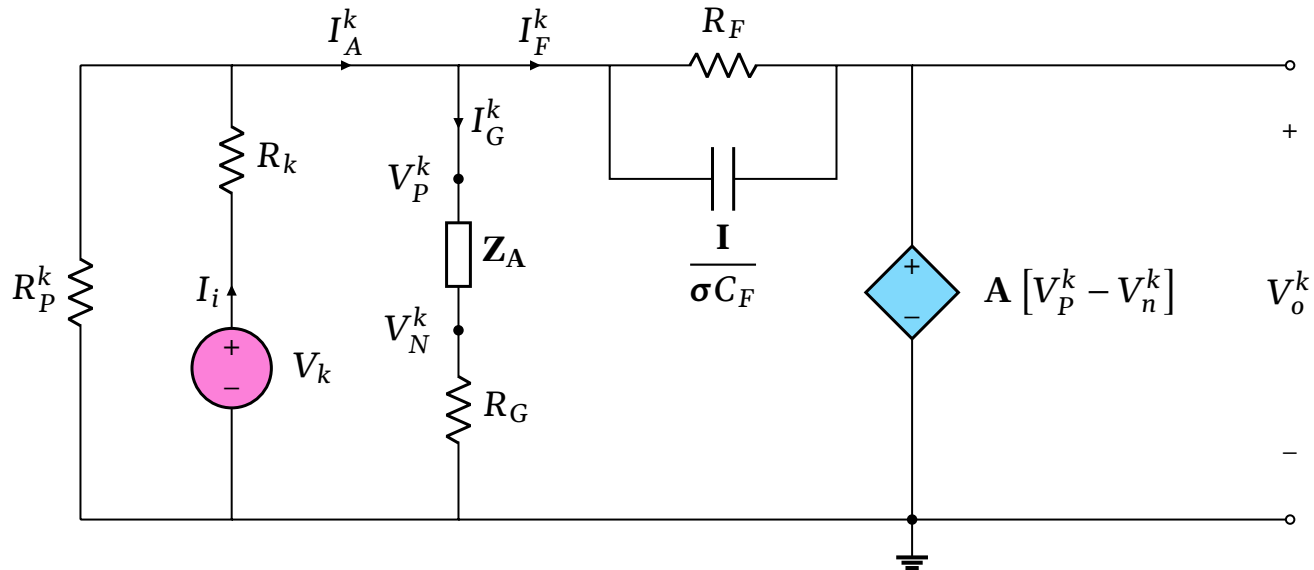 I_A^k
I_F^k
R_F
I_G^k
R_k
V_P^k
Z_A
I
σC_F
R_P^k
I_i
+
−
V_k
V_N^k
R_G
+
−
A [V_P^k − V_n^k]
+
V_o^k
−